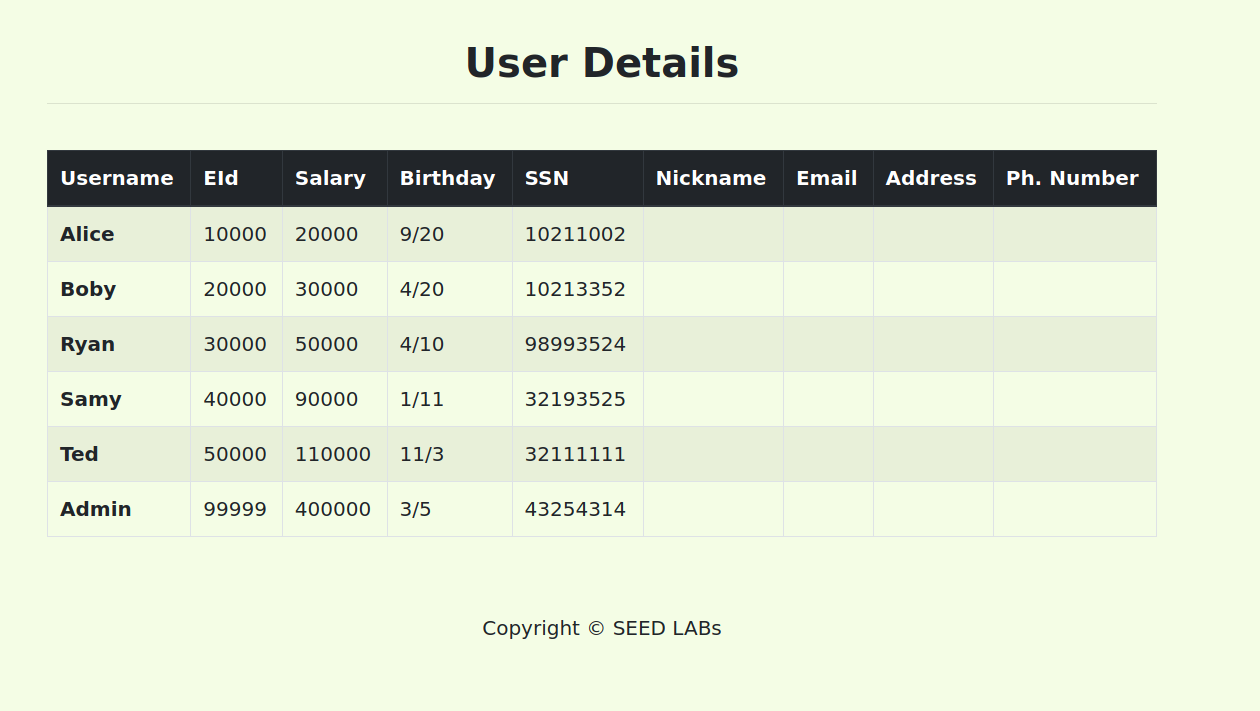 User Details
Username EId Salary Birthday SSN Nickname Email Address Ph. Number
Alice 10000 20000 9/20 10211002
Boby 20000 30000 4/20 10213352
Ryan 30000 50000 4/10 98993524
Samy 40000 90000 1/11 32193525
Ted 50000 110000 11/3 32111111
Admin 99999 400000 3/5 43254314
Copyright © SEED LABs